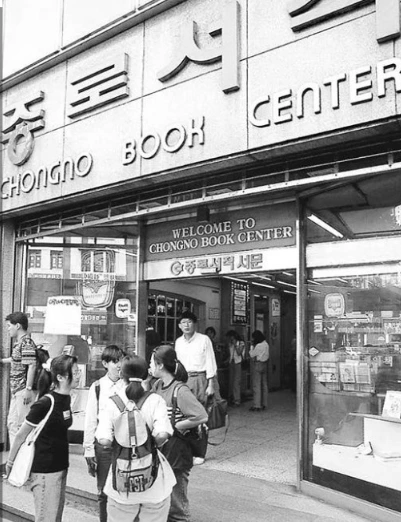 종로서
CHONGNO BOOK CENTER
WELCOME TO
CHONGNO BOOK CENTER
종로서적 서문